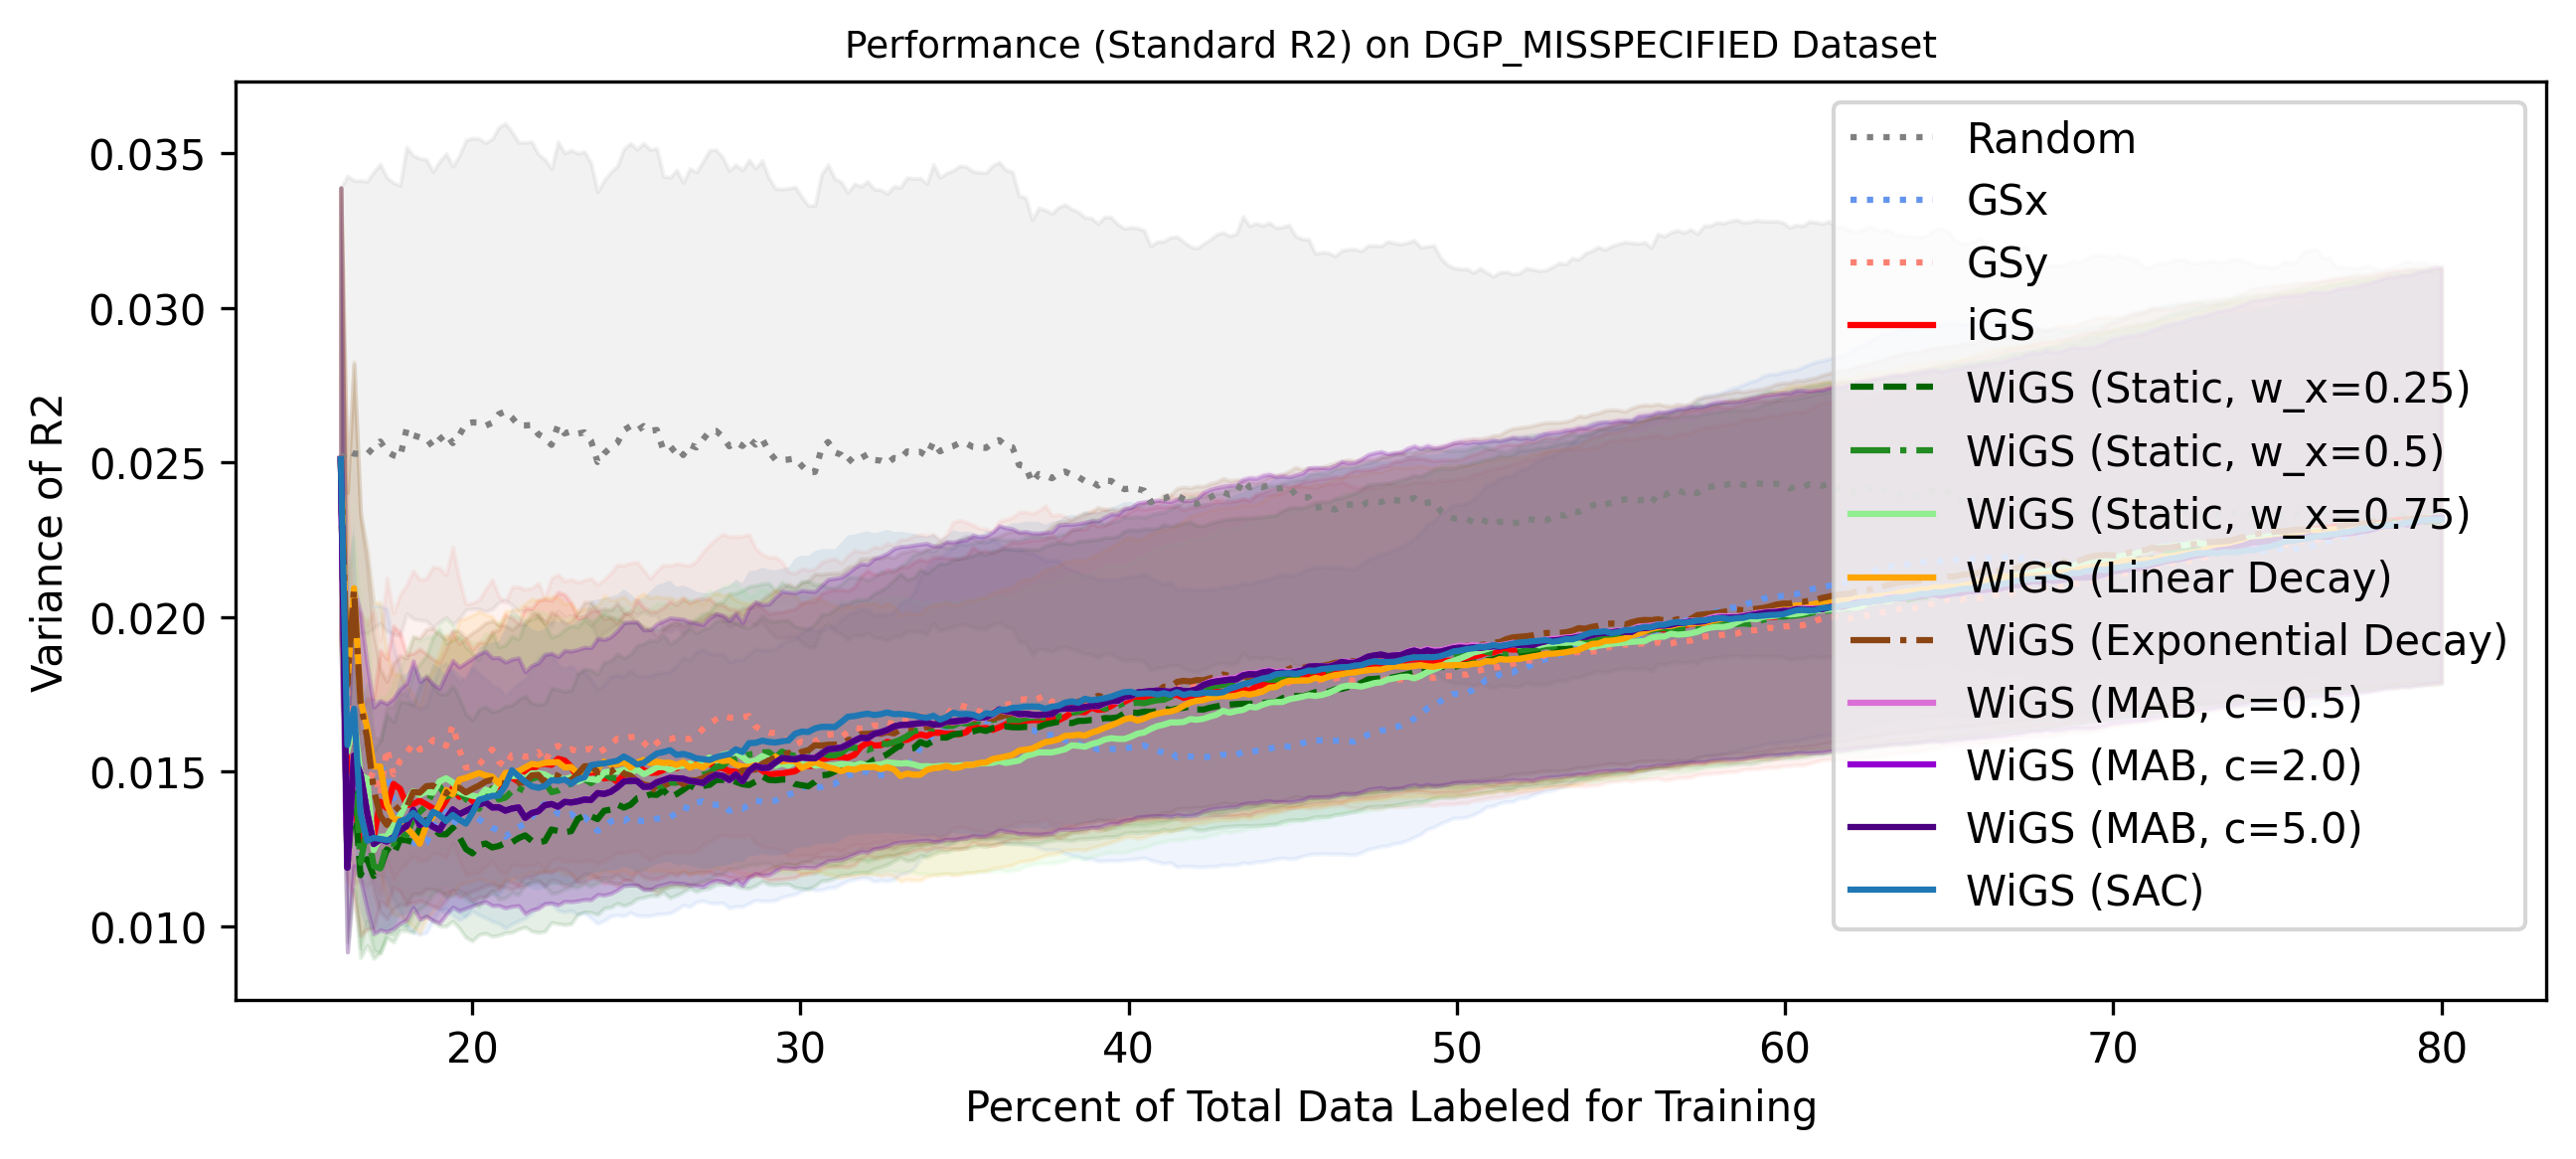 Performance (Standard R2) on DGP_MISSPECIFIED Dataset
Variance of R2
0.035
0.030
0.025
0.020
0.015
0.010
20 30 40 50 60 70 80
Percent of Total Data Labeled for Training
Random
GSx
GSy
iGS
WiGS (Static, w_x=0.25)
WiGS (Static, w_x=0.5)
WiGS (Static, w_x=0.75)
WiGS (Linear Decay)
WiGS (Exponential Decay)
WiGS (MAB, c=0.5)
WiGS (MAB, c=2.0)
WiGS (MAB, c=5.0)
WiGS (SAC)